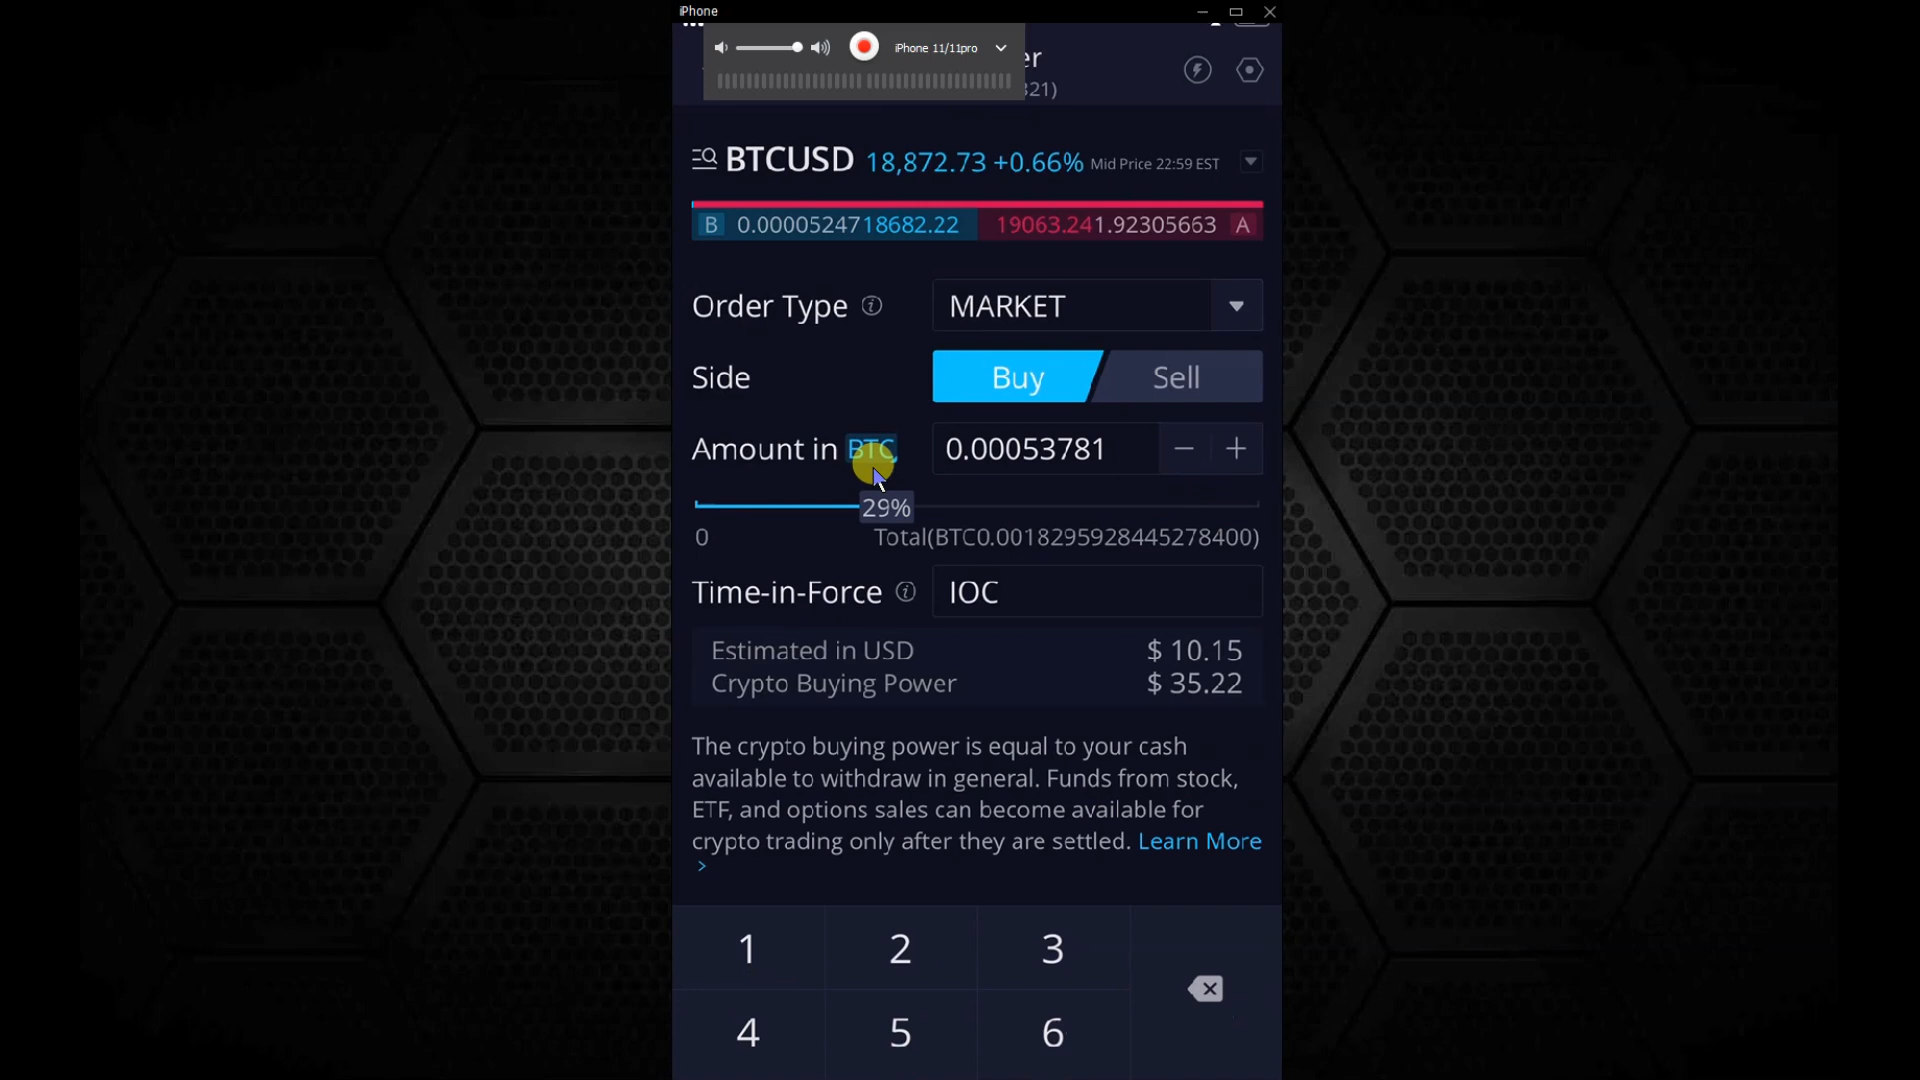 iPhone
iPhone 11/11pro
er
321)
BTCUSD 18,872.73 +0.66% Mid Price 22:59 EST
B 0.00005247 18682.22 19063.24 1.92305663 A
Order Type MARKET
Side Buy Sell
Amount in BTC 0.00053781
29%
0 Total(BTC0.0018295928445278400)
Time-in-Force IOC
Estimated in USD $ 10.15
Crypto Buying Power $ 35.22
The crypto buying power is equal to your cash
available to withdraw in general. Funds from stock,
ETF, and options sales can become available for
crypto trading only after they are settled. Learn More
>
1 2 3
4 5 6